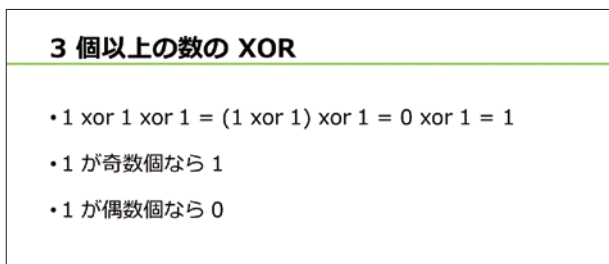 3 個以上の数の XOR
• 1 xor 1 xor 1 = (1 xor 1) xor 1 = 0 xor 1 = 1
• 1 が奇数個なら 1
• 1 が偶数個なら 0